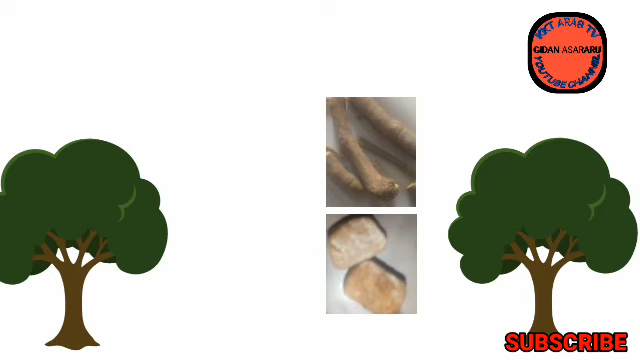 KKT ARAB TV
GIDAN ASARARU
YOUTUBE CHANNEL
SUBSCRIBE